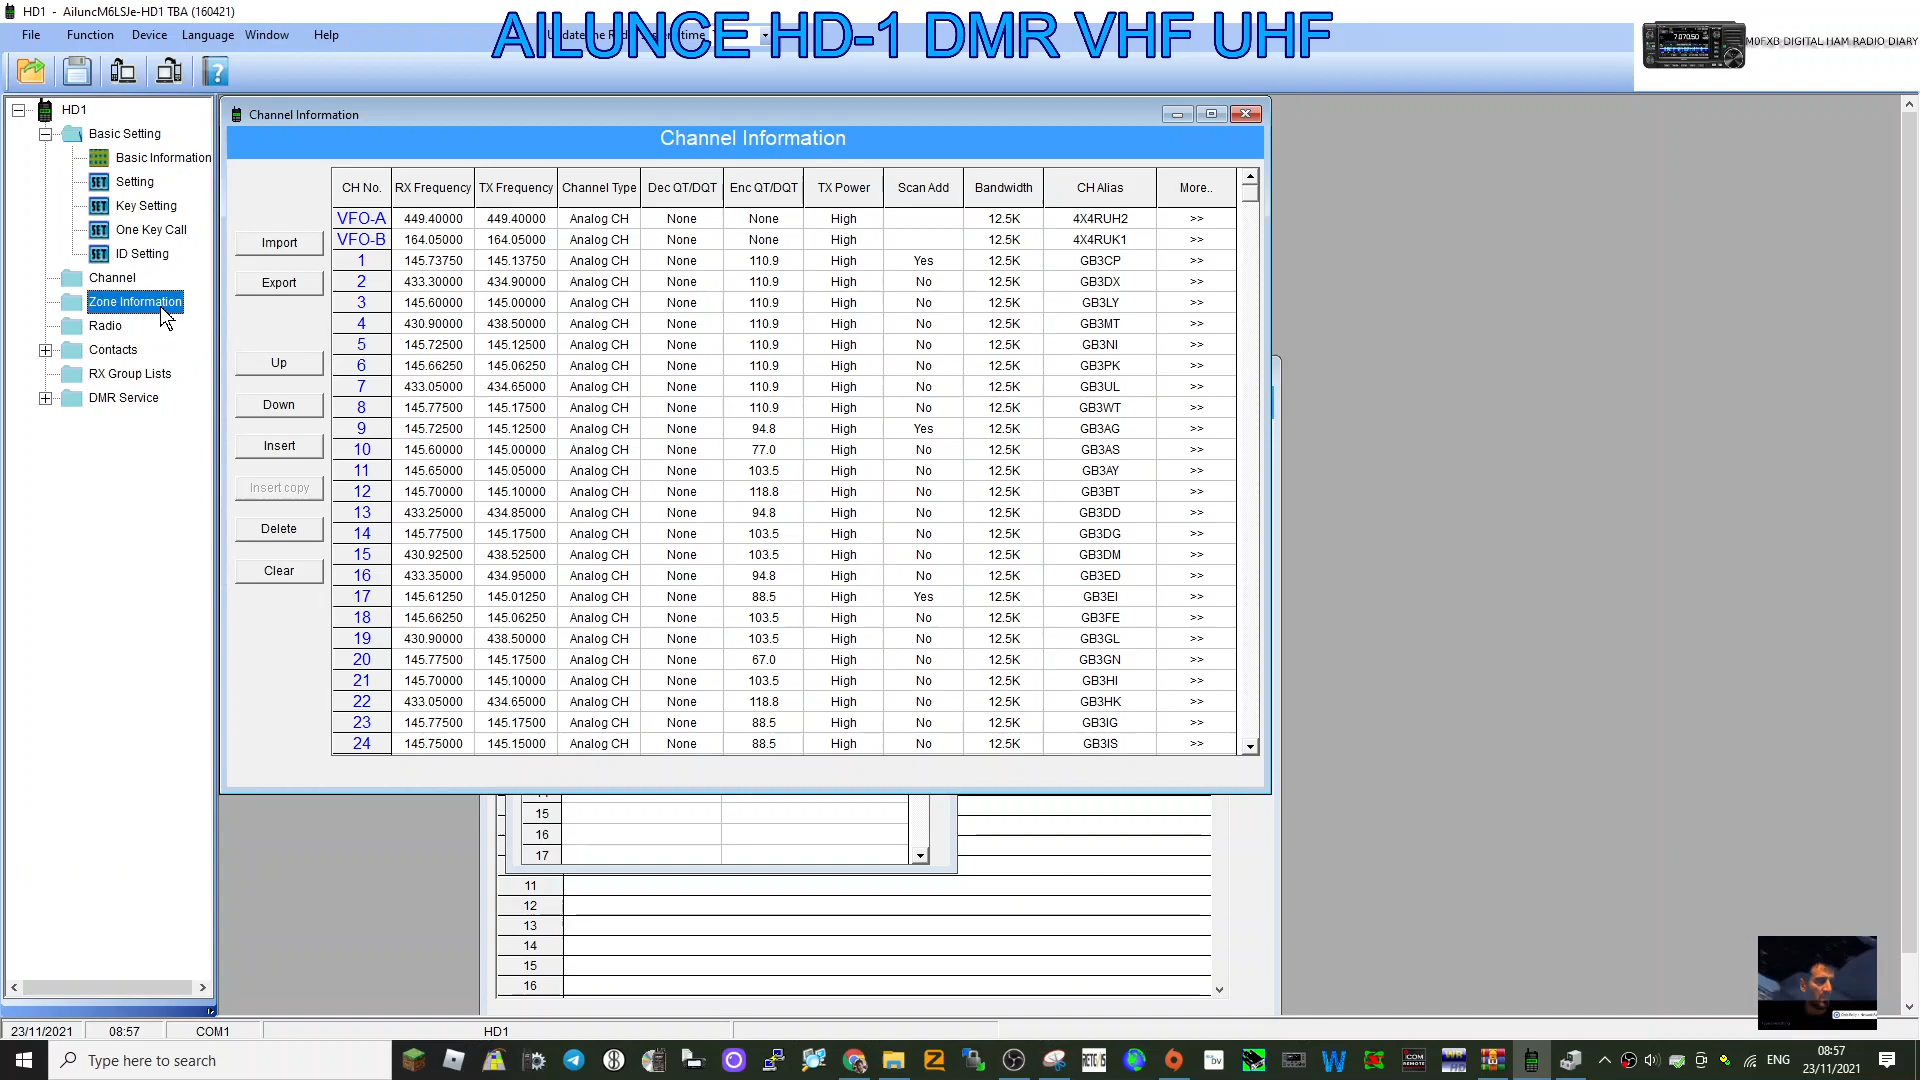 HD1 - AiluncM6LSJe-HD1 TBA (160421)
AILUNCE HD-1 DMR VHF UHF
File Function Device Language Window Help
M0FXB DIGITAL HAM RADIO DIARY
HD1
Basic Setting
Basic Information
Setting
Key Setting
One Key Call
ID Setting
Channel
Zone Information
Radio
Contacts
RX Group Lists
DMR Service
Channel Information
Channel Information
Import
Export
Up
Down
Insert
Insert copy
Delete
Clear
CH No. RX Frequency TX Frequency Channel Type Dec QT/DQT Enc QT/DQT TX Power Scan Add Bandwidth CH Alias More..
VFO-A 449.40000 449.40000 Analog CH None None High 12.5K 4X4RUH2 >>
VFO-B 164.05000 164.05000 Analog CH None None High 12.5K 4X4RUK1 >>
1 145.73750 145.13750 Analog CH None 110.9 High Yes 12.5K GB3CP >>
2 433.30000 434.90000 Analog CH None 110.9 High No 12.5K GB3DX >>
3 145.60000 145.00000 Analog CH None 110.9 High No 12.5K GB3LY >>
4 430.90000 438.50000 Analog CH None 110.9 High No 12.5K GB3MT >>
5 145.72500 145.12500 Analog CH None 110.9 High No 12.5K GB3NI >>
6 145.66250 145.06250 Analog CH None 110.9 High No 12.5K GB3PK >>
7 433.05000 434.65000 Analog CH None 110.9 High No 12.5K GB3UL >>
8 145.77500 145.17500 Analog CH None 110.9 High No 12.5K GB3WT >>
9 145.72500 145.12500 Analog CH None 94.8 High Yes 12.5K GB3AG >>
10 145.60000 145.00000 Analog CH None 77.0 High No 12.5K GB3AS >>
11 145.65000 145.05000 Analog CH None 103.5 High No 12.5K GB3AY >>
12 145.70000 145.10000 Analog CH None 118.8 High No 12.5K GB3BT >>
13 433.25000 434.85000 Analog CH None 94.8 High No 12.5K GB3DD >>
14 145.77500 145.17500 Analog CH None 103.5 High No 12.5K GB3DG >>
15 430.92500 438.52500 Analog CH None 103.5 High No 12.5K GB3DM >>
16 433.35000 434.95000 Analog CH None 94.8 High No 12.5K GB3ED >>
17 145.61250 145.01250 Analog CH None 88.5 High Yes 12.5K GB3EI >>
18 145.66250 145.06250 Analog CH None 103.5 High No 12.5K GB3FE >>
19 430.90000 438.50000 Analog CH None 103.5 High No 12.5K GB3GL >>
20 145.77500 145.17500 Analog CH None 67.0 High No 12.5K GB3GN >>
21 145.70000 145.10000 Analog CH None 103.5 High No 12.5K GB3HI >>
22 433.05000 434.65000 Analog CH None 118.8 High No 12.5K GB3HK >>
23 145.77500 145.17500 Analog CH None 88.5 High No 12.5K GB3IG >>
24 145.75000 145.15000 Analog CH None 88.5 High No 12.5K GB3IS >>
15
16
17
11
12
13
14
15
16
23/11/2021 08:57 COM1 HD1
Type here to search
ENG
08:57
23/11/2021